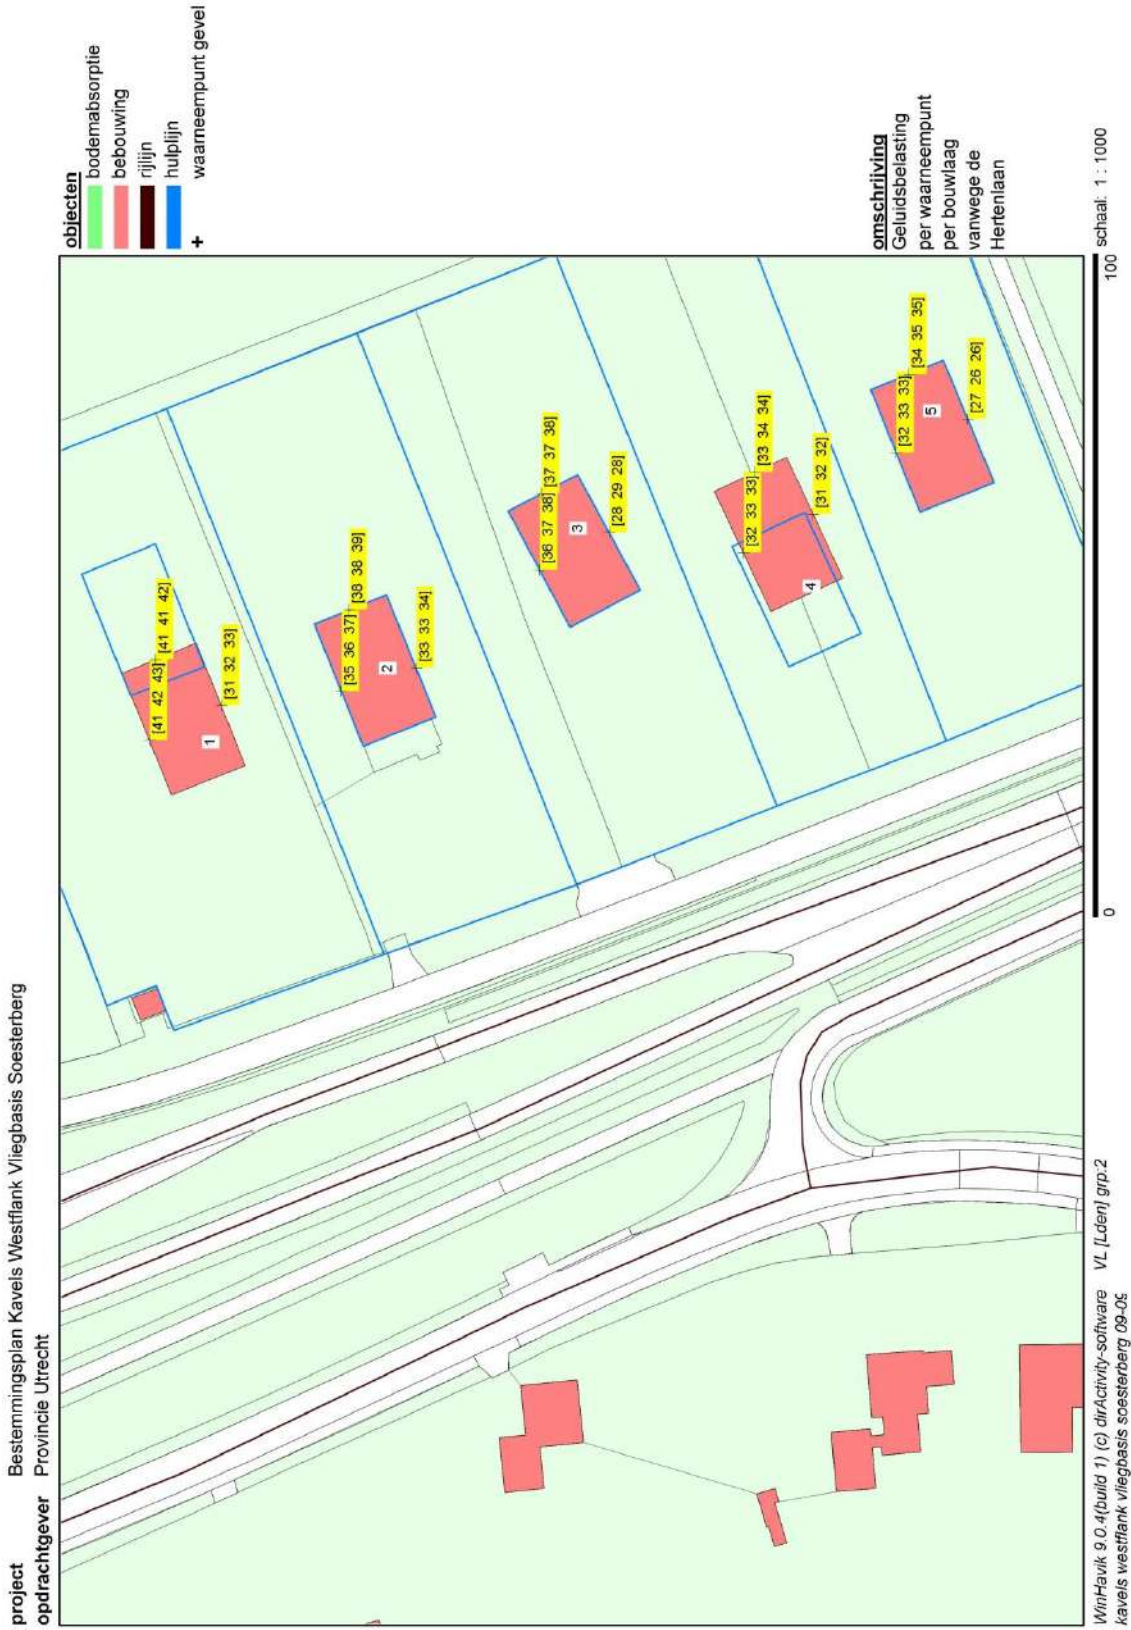 project Bestemmingsplan Kavels Westflank Vliegbasis Soesterberg
opdrachtgever Provincie Utrecht
objecten
bodemabsorptie
bebouwing
rijlijn
hulplijn
+ waarneempunt gevel
[41 42 43]
[41 41 42]
[31 32 33]
1
[35 36 37]
[38 38 39]
[33 33 34]
2
[36 37 38]
[37 37 38]
[28 29 28]
3
[32 33 33]
[33 34 34]
[31 32 32]
4
[32 33 33]
[34 35 35]
[27 26 26]
5
omschrijving
Geluidsbelasting
per waarneempunt
per bouwlaag
vanwege de
Hertenlaan
0 100 schaal: 1 : 1000
WinHavik 9.0.4(build 1) (c) dirActivity-software VL [Lden] grp:2
kavels westflank vliegbasis soesterberg 09-09